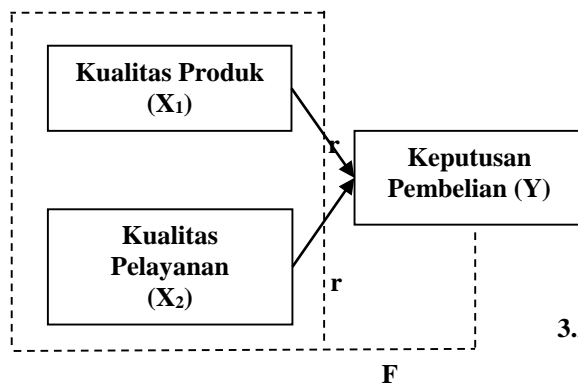 Kualitas Produk
(X₁)
r
Keputusan
Pembelian (Y)
Kualitas
Pelayanan
(X₂)
r
3.
F